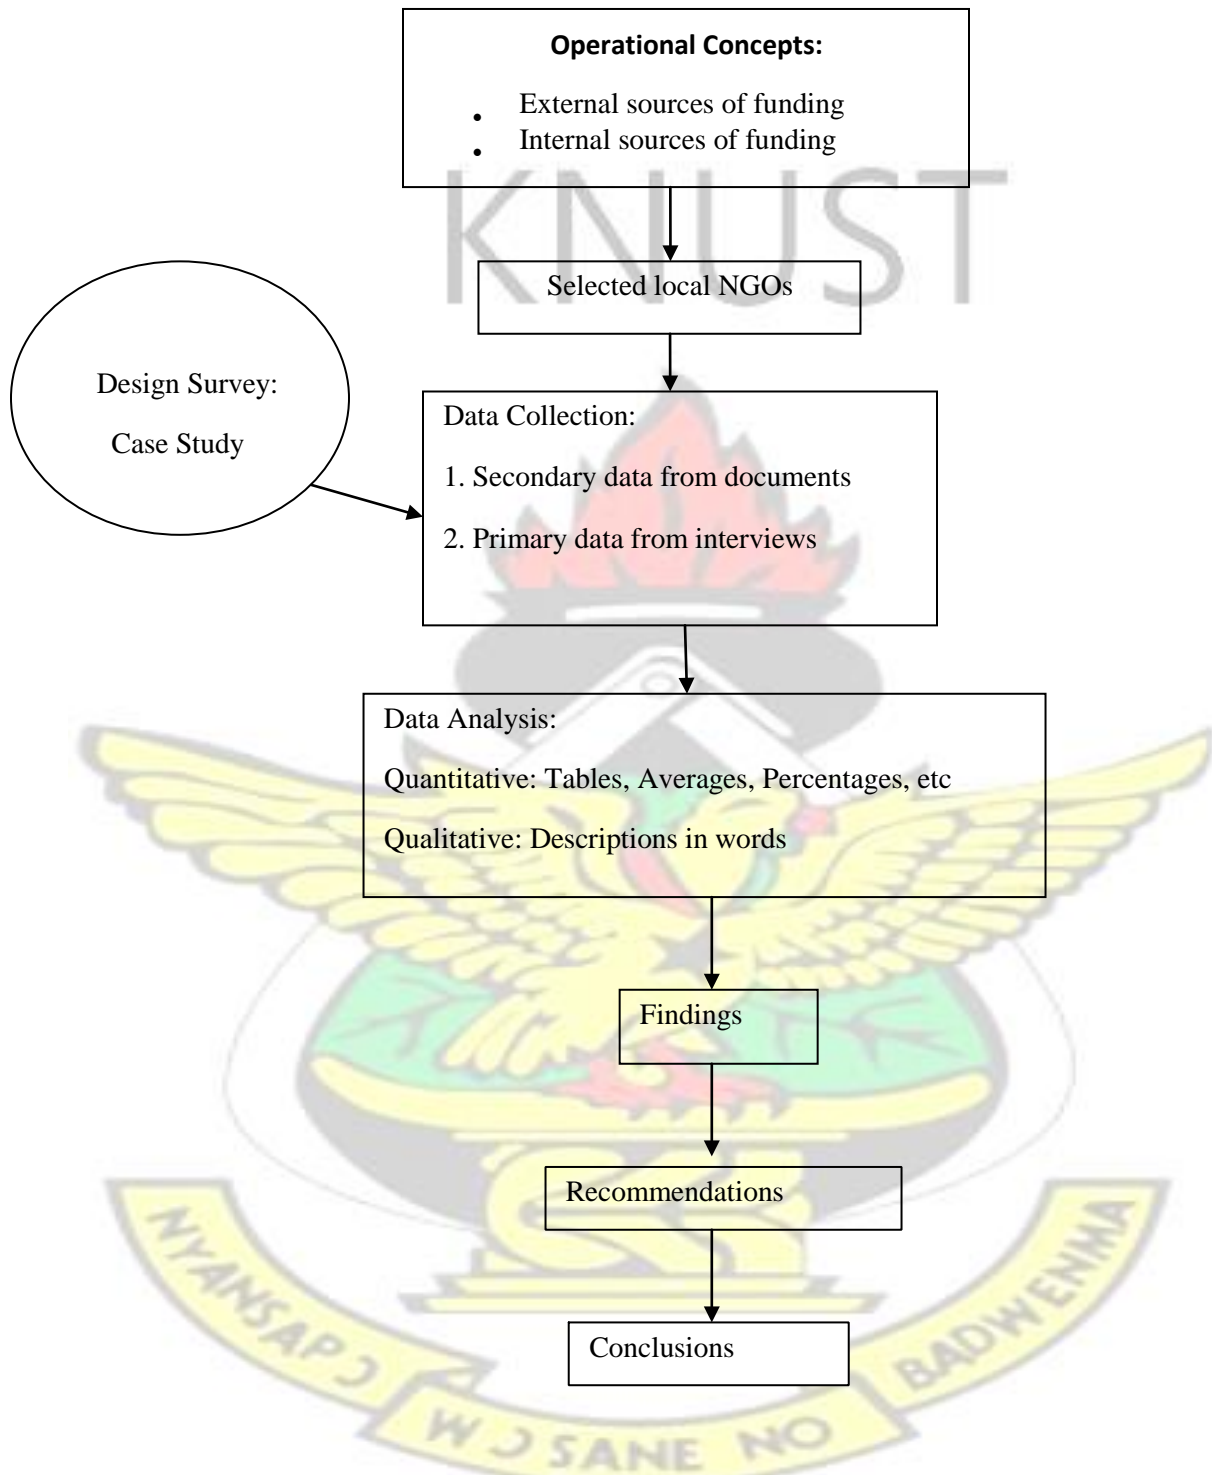 Operational Concepts:
• External sources of funding
• Internal sources of funding
KNUST
Selected local NGOs
Design Survey:
Case Study
Data Collection:
1. Secondary data from documents
2. Primary data from interviews
Data Analysis:
Quantitative: Tables, Averages, Percentages, etc
Qualitative: Descriptions in words
Findings
Recommendations
Conclusions
NYANSAPƆ
WƆSANE NO
BADWENMA